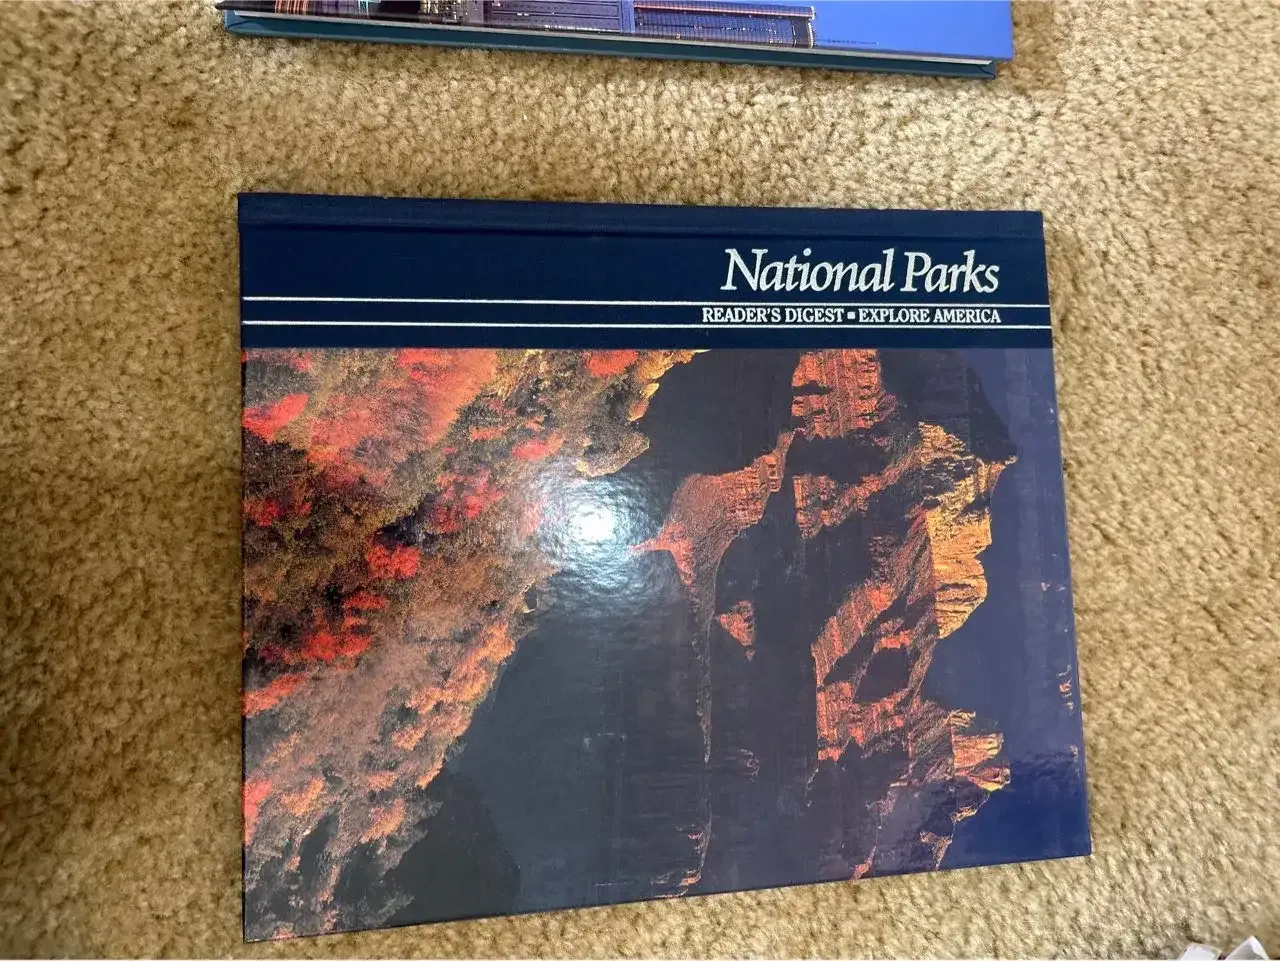 National Parks
READER'S DIGEST ▪ EXPLORE AMERICA